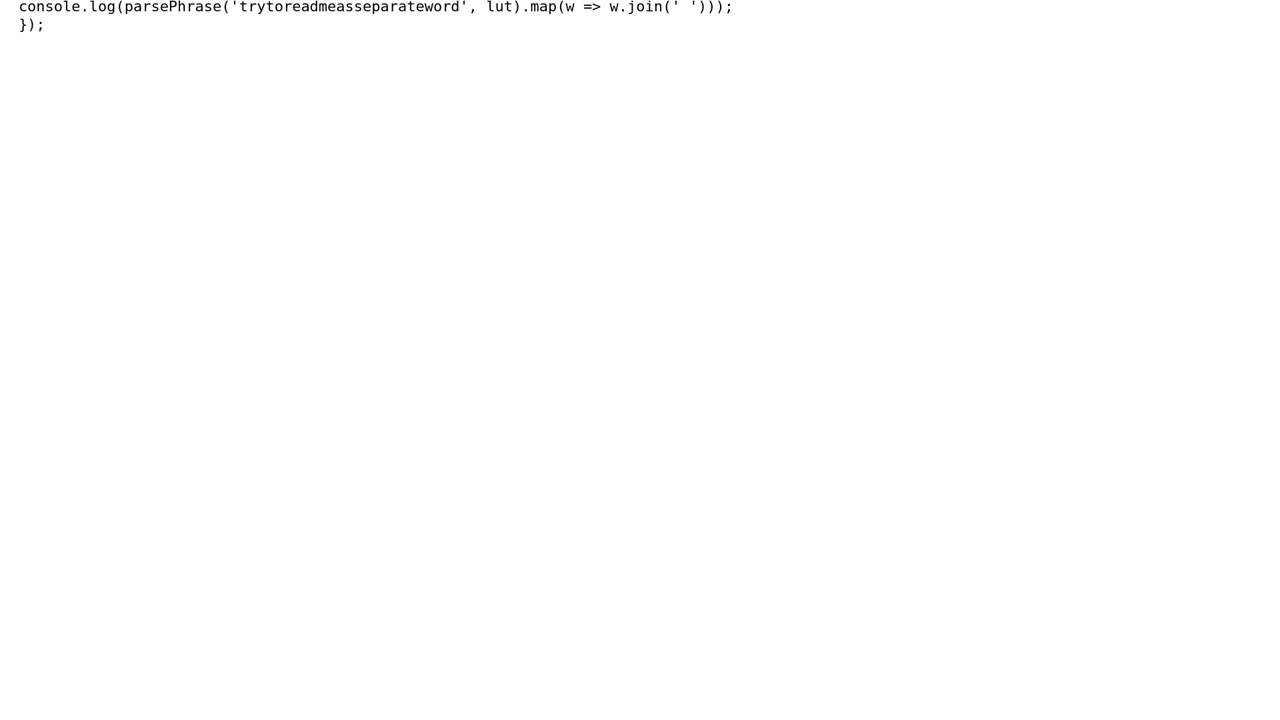 console.log(parsePhrase('trytoreadmeasseparateword', lut).map(w => w.join(' ')));
});